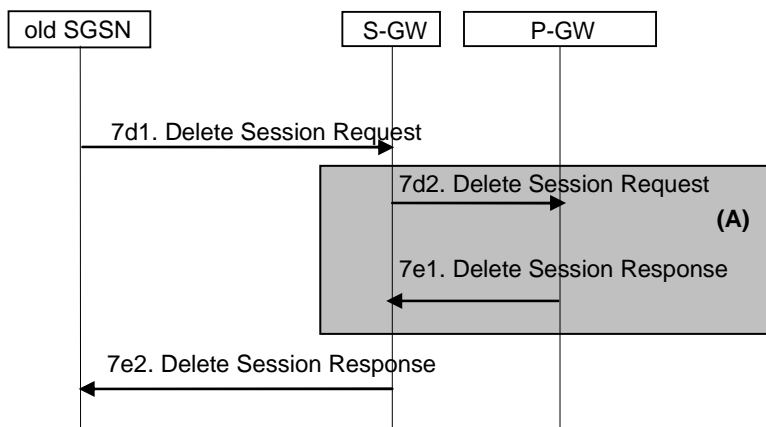 old SGSN
S-GW
P-GW
7d1. Delete Session Request
7d2. Delete Session Request
(A)
7e1. Delete Session Response
7e2. Delete Session Response